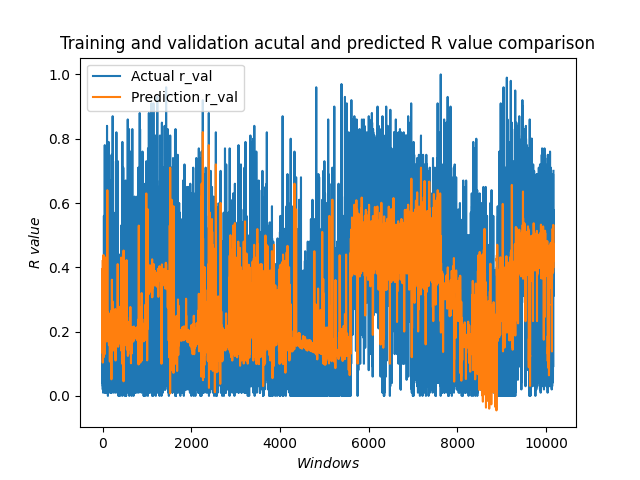 Training and validation acutal and predicted R value comparison
Actual r_val
Prediction r_val
1.0
0.8
0.6
0.4
0.2
0.0
R value
0 2000 4000 6000 8000 10000
Windows